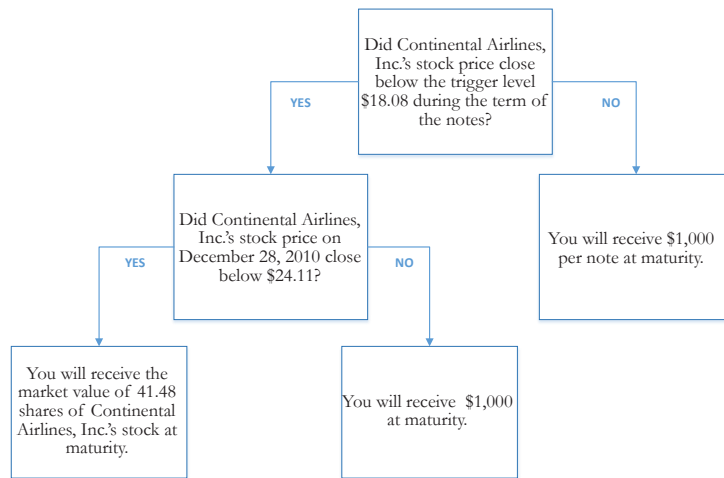 Did Continental Airlines,
Inc.'s stock price close
below the trigger level
$18.08 during the term of
the notes?
YES
NO
Did Continental Airlines,
Inc.'s stock price on
December 28, 2010 close
below $24.11?
You will receive $1,000
per note at maturity.
YES
NO
You will receive the
market value of 41.48
shares of Continental
Airlines, Inc.'s stock at
maturity.
You will receive $1,000
at maturity.